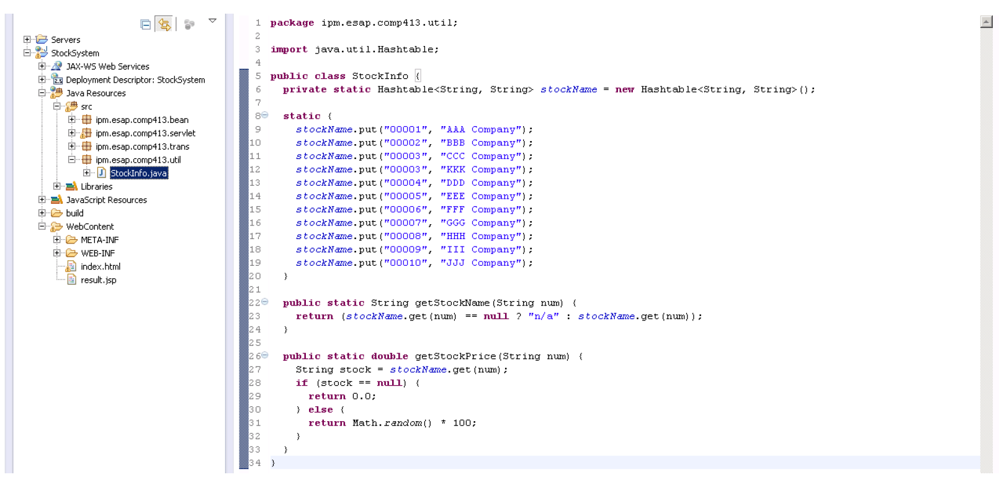 Servers
StockSystem
JAX-WS Web Services
Deployment Descriptor: StockSystem
Java Resources
src
ipm.esap.comp413.bean
ipm.esap.comp413.servlet
ipm.esap.comp413.trans
ipm.esap.comp413.util
StockInfo.java
Libraries
JavaScript Resources
build
WebContent
META-INF
WEB-INF
index.html
result.jsp
1 package ipm.esap.comp413.util;
2
3 import java.util.Hashtable;
4
5 public class StockInfo {
6 private static Hashtable<String, String> stockName = new Hashtable<String, String>();
7
8 static {
9 stockName.put("00001", "AAA Company");
10 stockName.put("00002", "BBB Company");
11 stockName.put("00003", "CCC Company");
12 stockName.put("00003", "KKK Company");
13 stockName.put("00004", "DDD Company");
14 stockName.put("00005", "EEE Company");
15 stockName.put("00006", "FFF Company");
16 stockName.put("00007", "GGG Company");
17 stockName.put("00008", "HHH Company");
18 stockName.put("00009", "III Company");
19 stockName.put("00010", "JJJ Company");
20 }
21
22 public static String getStockName(String num) {
23 return (stockName.get(num) == null ? "n/a" : stockName.get(num));
24 }
25
26 public static double getStockPrice(String num) {
27 String stock = stockName.get(num);
28 if (stock == null) {
29 return 0.0;
30 } else {
31 return Math.random() * 100;
32 }
33 }
34 }